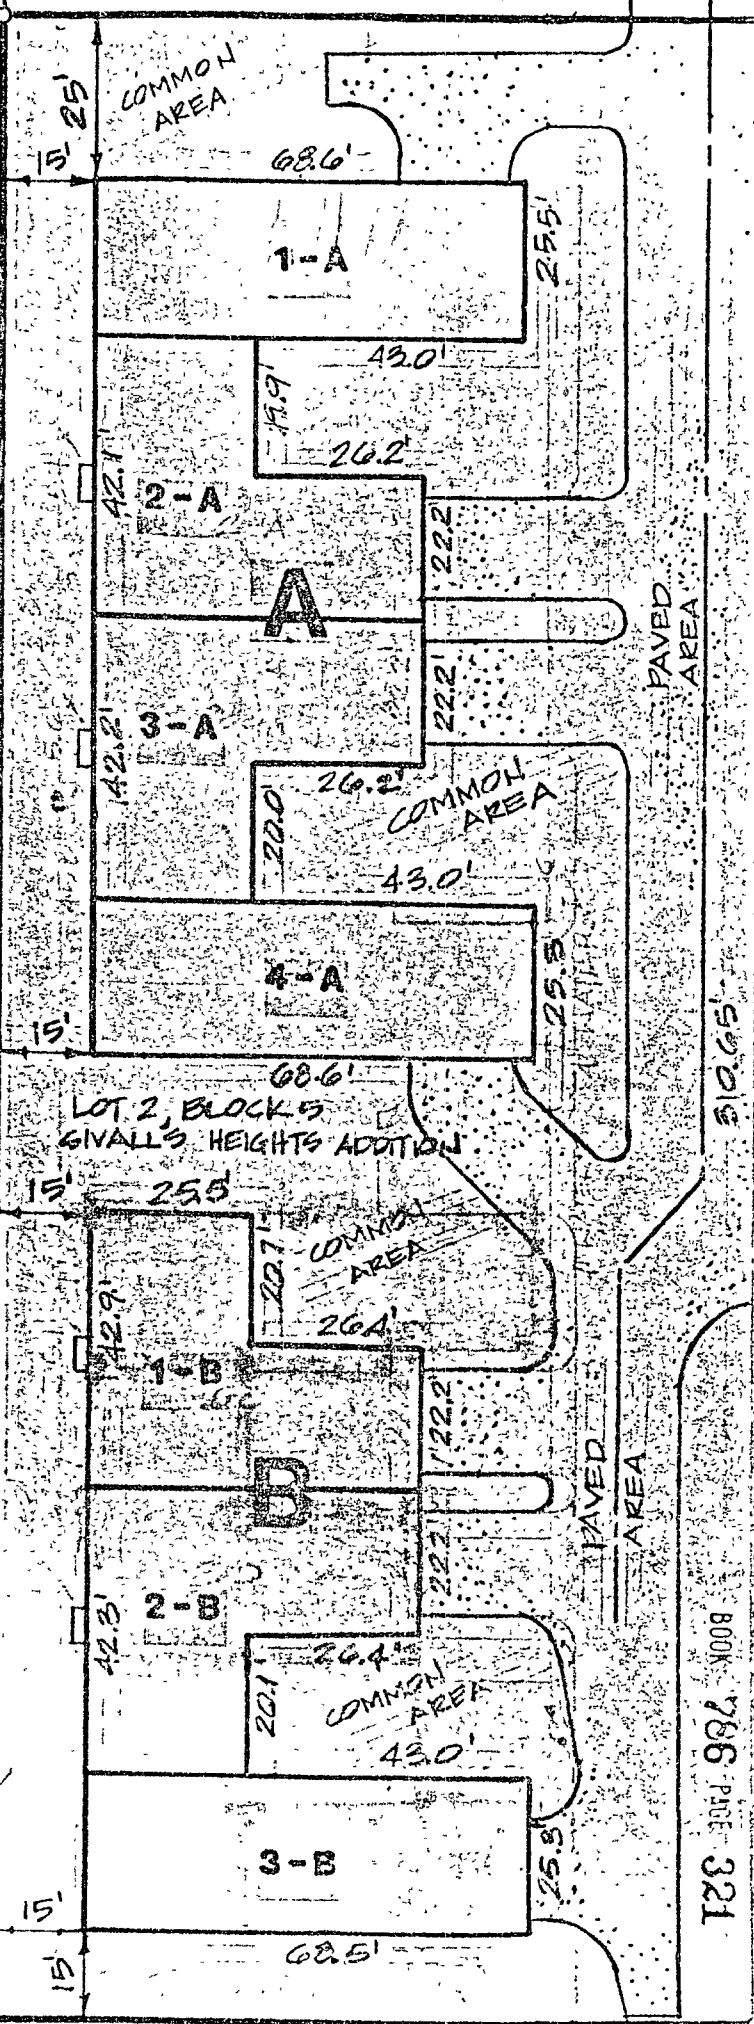 COMMON
AREA
25'
15'
68.6'
1-A
25.5'
43.0'
19.9'
26.2'
42.1'
2-A
22.2'
A
PAVED
AREA
22.2'
3-A
42.2'
26.2'
COMMON
AREA
20.0'
43.0'
4-A
25.5'
15'
68.6'
310.65'
LOT 2, BLOCK 5
GIVALL'S HEIGHTS ADDITION
15'
25.5'
COMMON
AREA
20.7'
42.9'
26.4'
1-B
22.2'
B
PAVED
AREA
22.2'
2-B
42.3'
26.4'
COMMON
AREA
20.1'
43.0'
BOOK 786 PAGE 321
3-B
25.3'
15'
68.5'
15'